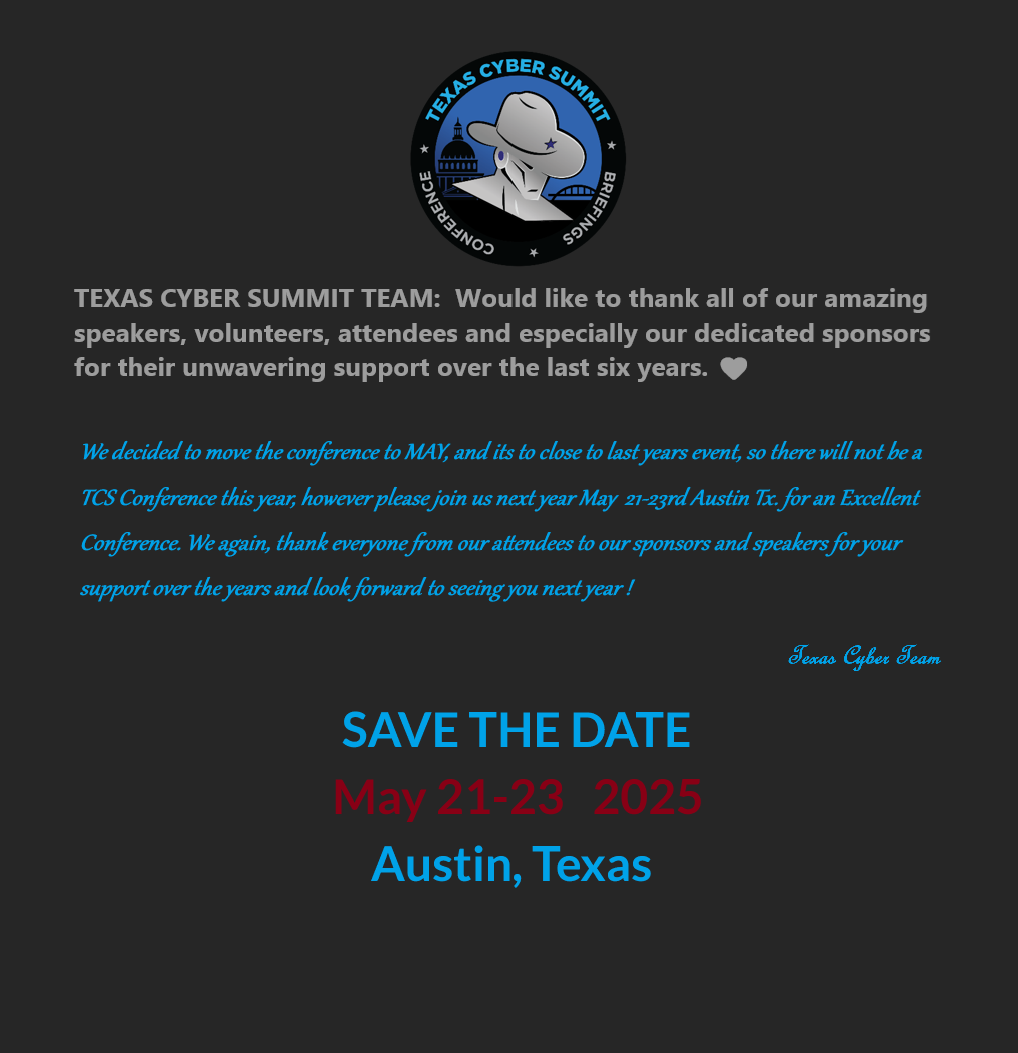 TEXAS CYBER SUMMIT
CONFERENCE
BRIEFINGS
TEXAS CYBER SUMMIT TEAM: Would like to thank all of our amazing
speakers, volunteers, attendees and especially our dedicated sponsors
for their unwavering support over the last six years.
We decided to move the conference to MAY, and its to close to last years event, so there will not be a
TCS Conference this year, however please join us next year May 21-23rd Austin Tx. for an Excellent
Conference. We again, thank everyone from our attendees to our sponsors and speakers for your
support over the years and look forward to seeing you next year !
Texas Cyber Team
SAVE THE DATE
May 21-23 2025
Austin, Texas